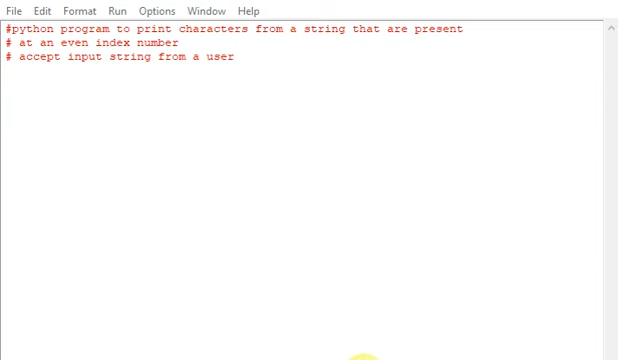 File Edit Format Run Options Window Help
#python program to print characters from a string that are present
# at an even index number
# accept input string from a user